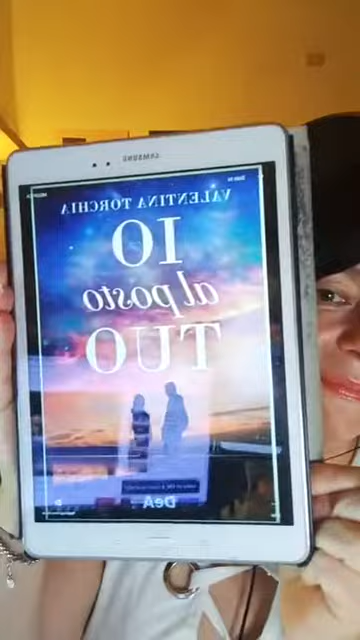 SAMSUNG
VALENTINA TORCHIA
IO
al posto
TUO
DeA